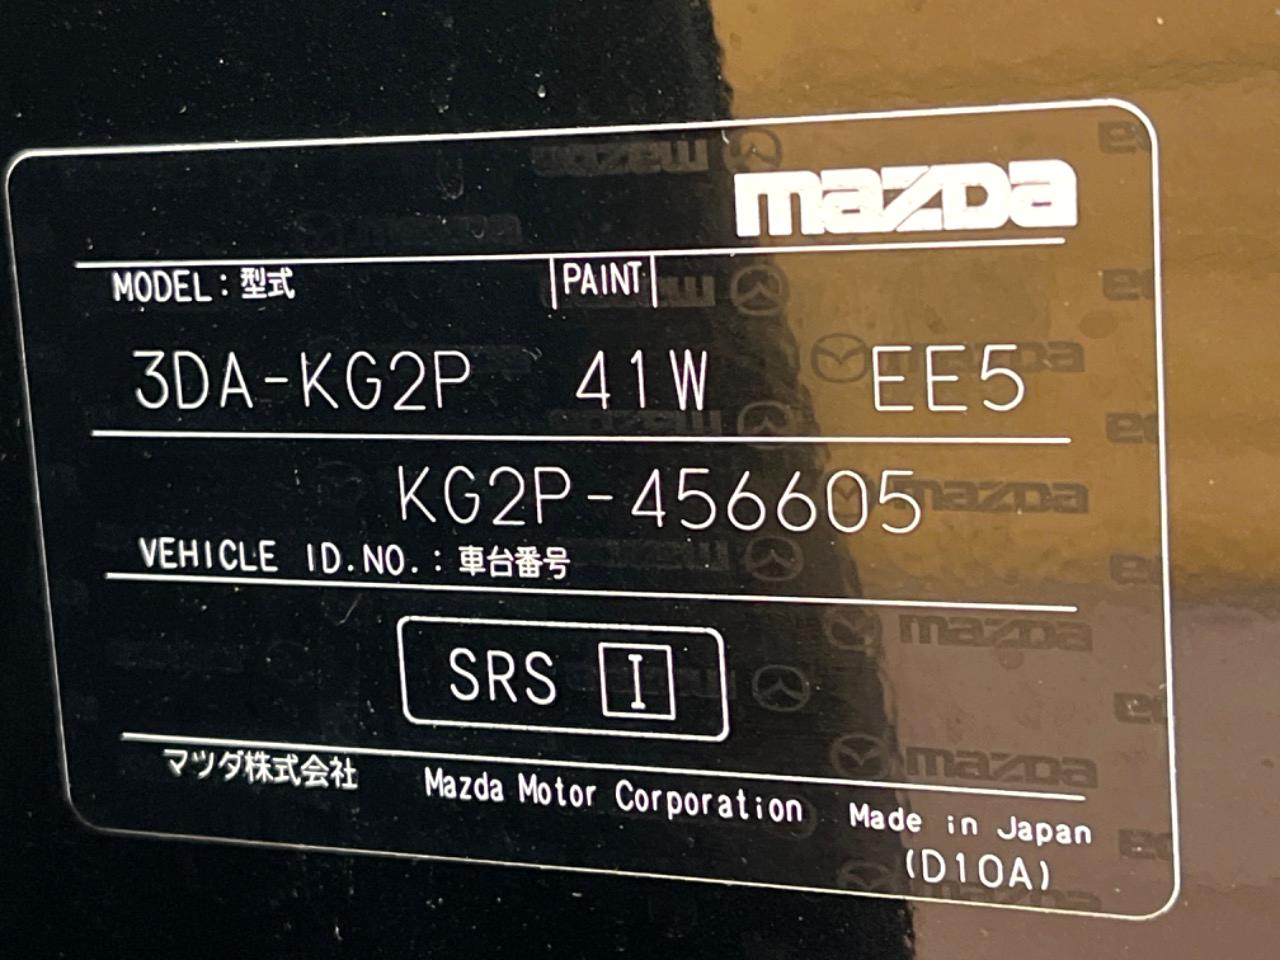 mazda
MODEL:型式 PAINT
3DA-KG2P 41W EE5
KG2P-456605
VEHICLE ID.NO.:車台番号
SRS I
マツダ株式会社 Mazda Motor Corporation Made in Japan
(D10A)